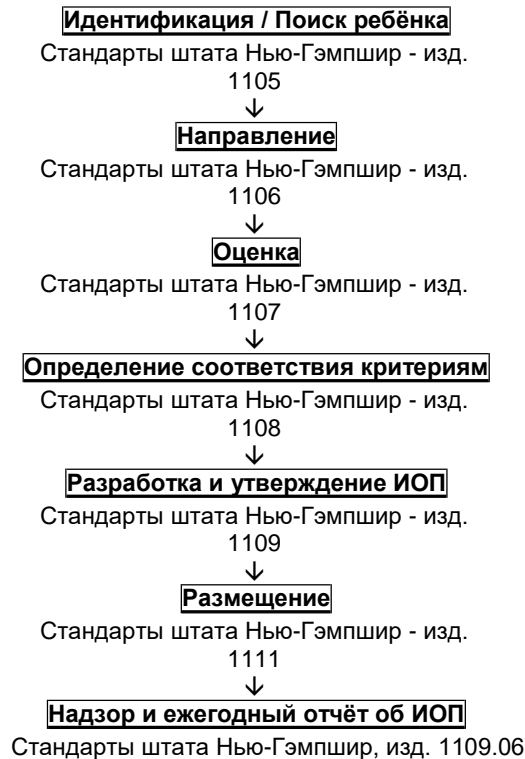 Идентификация / Поиск ребёнка
Стандарты штата Нью-Гэмпшир - изд.
1105
↓
Направление
Стандарты штата Нью-Гэмпшир - изд.
1106
↓
Оценка
Стандарты штата Нью-Гэмпшир - изд.
1107
↓
Определение соответствия критериям
Стандарты штата Нью-Гэмпшир - изд.
1108
↓
Разработка и утверждение ИОП
Стандарты штата Нью-Гэмпшир - изд.
1109
↓
Размещение
Стандарты штата Нью-Гэмпшир - изд.
1111
↓
Надзор и ежегодный отчёт об ИОП
Стандарты штата Нью-Гэмпшир, изд. 1109.06